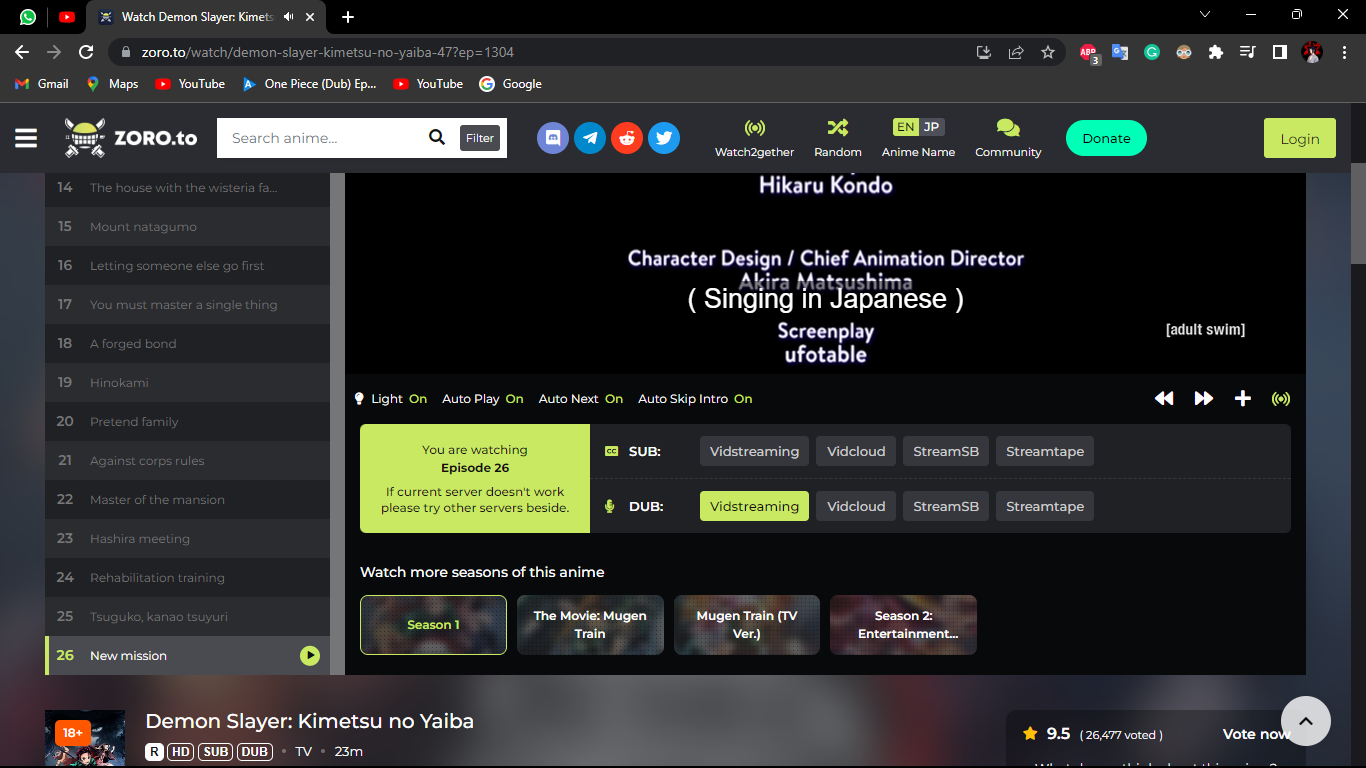 Watch Demon Slayer: Kimets
zoro.to/watch/demon-slayer-kimetsu-no-yaiba-47?ep=1304
ABP
3
Gmail
Maps
YouTube
One Piece (Dub) Ep...
YouTube
Google
ZORO.to
Search anime...
Filter
Watch2gether
Random
EN JP
Anime Name
Community
Donate
Login
14 The house with the wisteria fa...
15 Mount natagumo
16 Letting someone else go first
17 You must master a single thing
18 A forged bond
19 Hinokami
20 Pretend family
21 Against corps rules
22 Master of the mansion
23 Hashira meeting
24 Rehabilitation training
25 Tsuguko, kanao tsuyuri
26 New mission
Hikaru Kondo
Character Design / Chief Animation Director
Akira Matsushima
( Singing in Japanese )
Screenplay
ufotable
[adult swim]
Light On
Auto Play On
Auto Next On
Auto Skip Intro On
You are watching
Episode 26
If current server doesn't work
please try other servers beside.
CC SUB: Vidstreaming Vidcloud StreamSB Streamtape
DUB: Vidstreaming Vidcloud StreamSB Streamtape
Watch more seasons of this anime
Season 1
The Movie: Mugen
Train
Mugen Train (TV
Ver.)
Season 2:
Entertainment...
18+
Demon Slayer: Kimetsu no Yaiba
R HD SUB DUB • TV • 23m
9.5 ( 26,477 voted )
Vote now